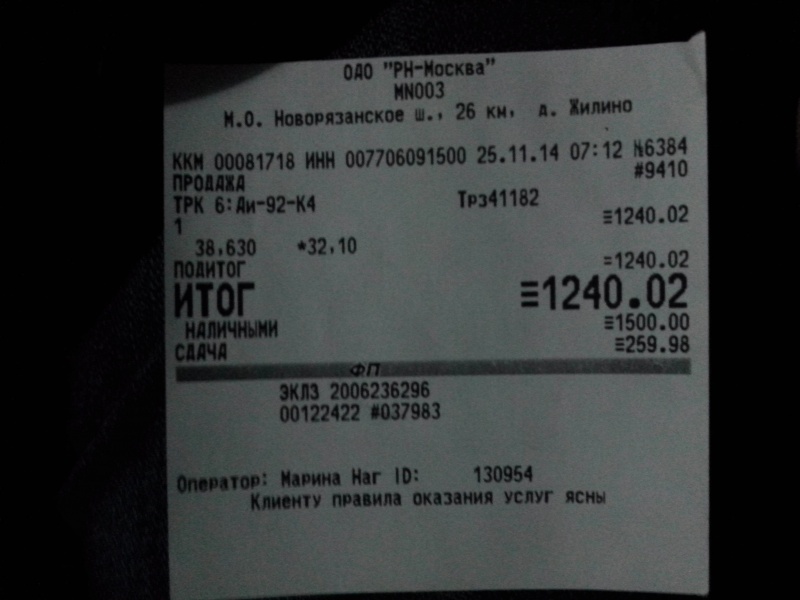 ОАО "РН-Москва"
MN003
М.О. Новорязанское ш., 26 км, д. Жилино
ККМ 00081718 ИНН 007706091500 25.11.14 07:12 №6384
ПРОДАЖА #9410
ТРК 6:Аи-92-К4 Трз41182
1 ≡1240.02
38,630 *32,10
ПОДИТОГ =1240.02
ИТОГ ≡1240.02
НАЛИЧНЫМИ ≡1500.00
СДАЧА ≡259.98
ФП
ЭКЛЗ 2006236296
00122422 #037983
Оператор: Марина Наг ID: 130954
Клиенту правила оказания услуг ясны